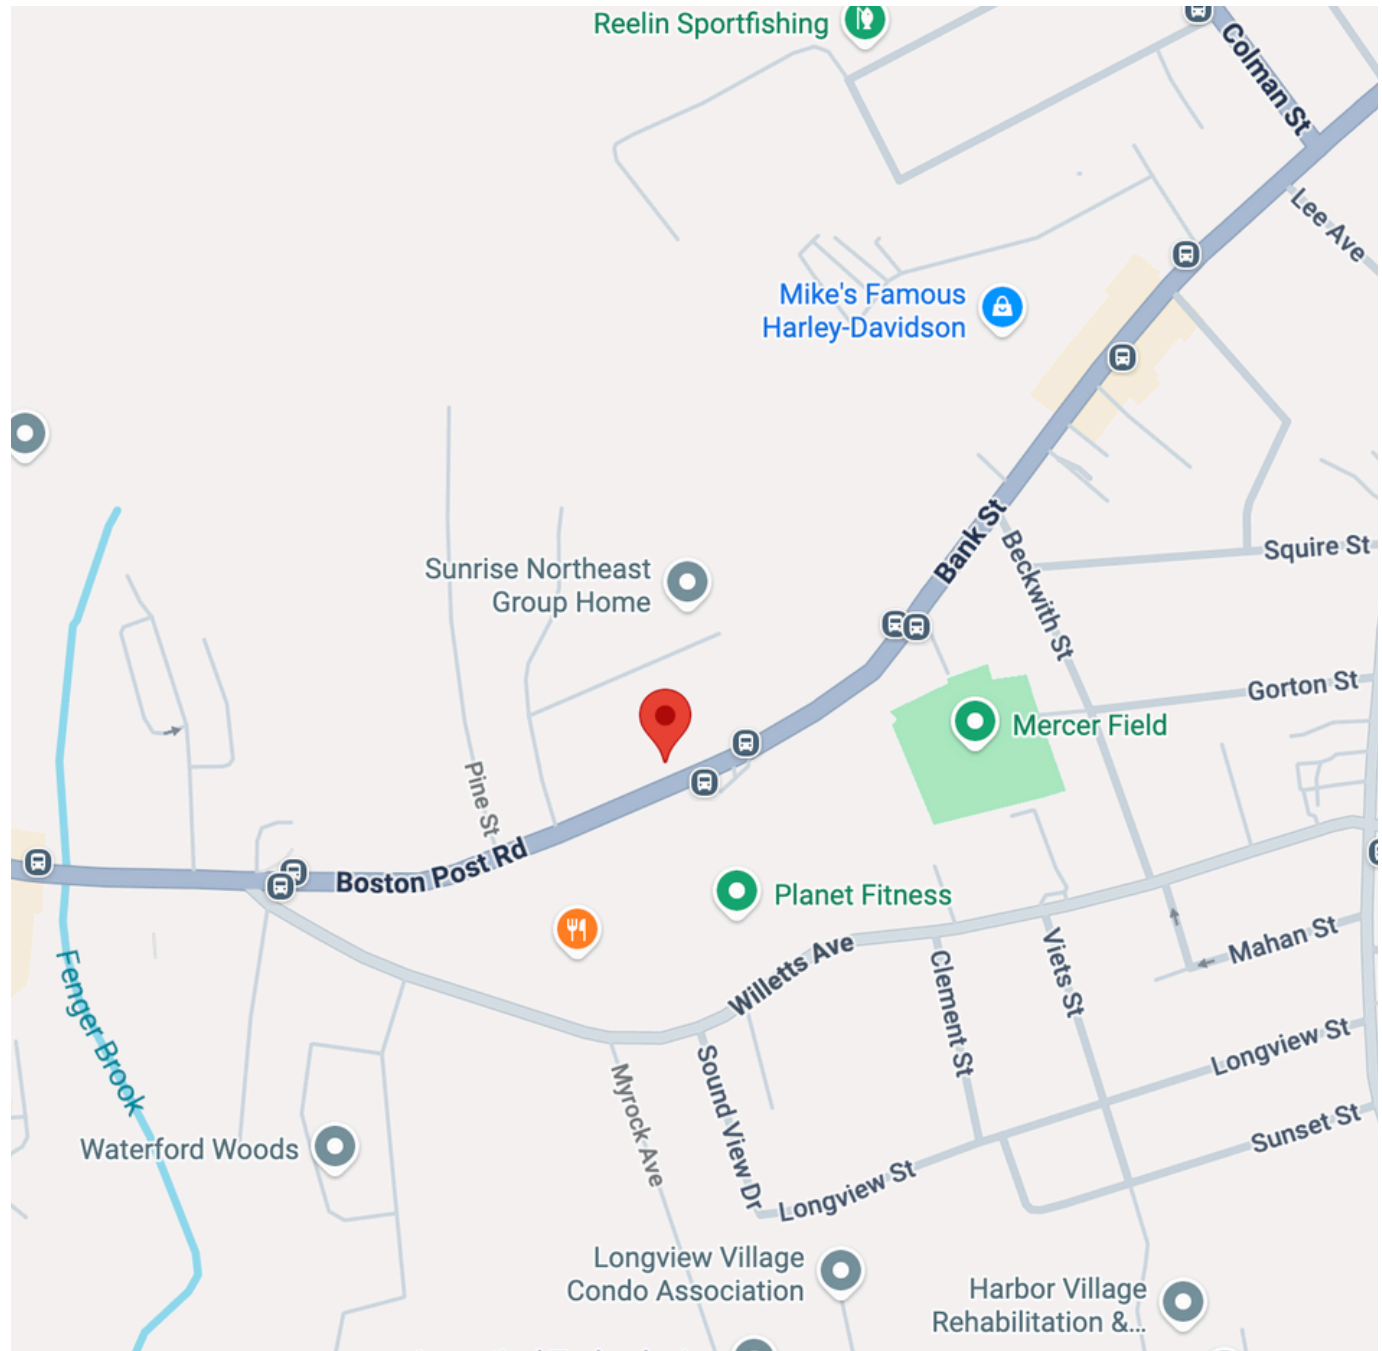 Reelin Sportfishing
Colman St
Lee Ave
Mike's Famous
Harley-Davidson
Bank St
Beckwith St
Squire St
Sunrise Northeast
Group Home
Gorton St
Mercer Field
Pine St
Boston Post Rd
Planet Fitness
Willetts Ave
Clement St
Viets St
Mahan St
Fenger Brook
Longview St
Myrock Ave
Sound View Dr
Sunset St
Waterford Woods
Longview St
Longview Village
Condo Association
Harbor Village
Rehabilitation &...